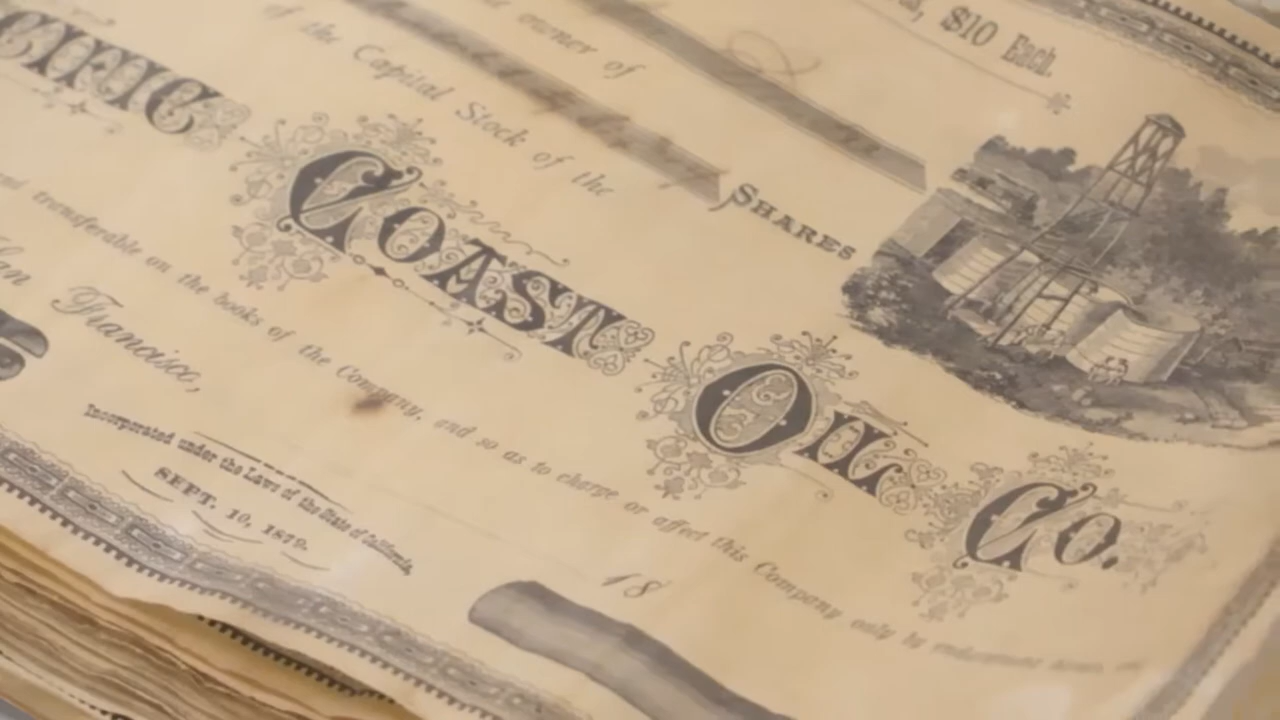 $10 Each.
owner of
SHARES
of the Capital Stock of the
COAST OIL CO.
transferable on the books of the Company, and so as to charge or affect this Company only by
Francisco,
18
Incorporated under the Laws of the State of California,
SEPT. 10, 1879.